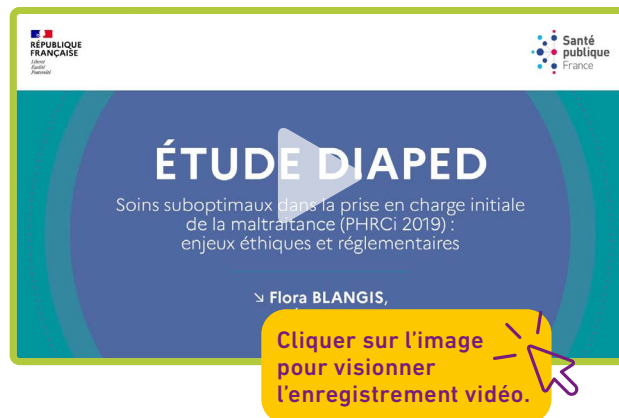 RÉPUBLIQUE
FRANÇAISE
Liberté
Égalité
Fraternité
Santé
publique
France
ÉTUDE DIAPED
Soins suboptimaux dans la prise en charge initiale
de la maltraitance (PHRCi 2019) :
enjeux éthiques et réglementaires
↘ Flora BLANGIS,
Cliquer sur l’image
pour visionner
l’enregistrement vidéo.